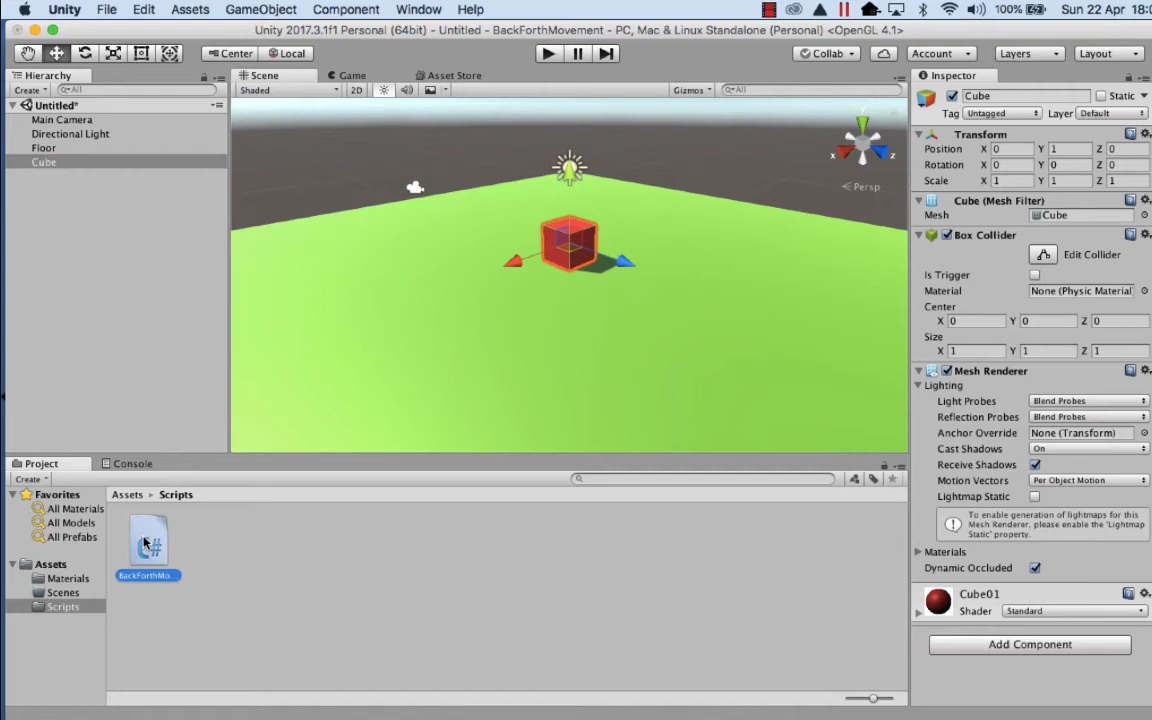 Unity File Edit Assets GameObject Component Window Help 100% Sun 22 Apr 18:0
Unity 2017.3.1f1 Personal (64bit) - Untitled - BackForthMovement - PC, Mac & Linux Standalone (Personal) <OpenGL 4.1>
Center Local Collab Account Layers Layout
Hierarchy
Create All
Untitled*
Main Camera
Directional Light
Floor
Cube
Scene Game Asset Store
Shaded 2D Gizmos All
x z
Persp
Inspector
Cube Static
Tag Untagged Layer Default
Transform
Position X 0 Y 1 Z 0
Rotation X 0 Y 0 Z 0
Scale X 1 Y 1 Z 1
Cube (Mesh Filter)
Mesh Cube
Box Collider
Edit Collider
Is Trigger
Material None (Physic Material)
Center
X 0 Y 0 Z 0
Size
X 1 Y 1 Z 1
Mesh Renderer
Lighting
Light Probes Blend Probes
Reflection Probes Blend Probes
Anchor Override None (Transform)
Cast Shadows On
Receive Shadows
Motion Vectors Per Object Motion
Lightmap Static
To enable generation of lightmaps for this
Mesh Renderer, please enable the 'Lightmap
Static' property.
Materials
Dynamic Occluded
Cube01
Shader Standard
Add Component
Project Console
Create
Favorites
All Materials
All Models
All Prefabs
Assets
Materials
Scenes
Scripts
Assets Scripts
C#
BackForthMo...